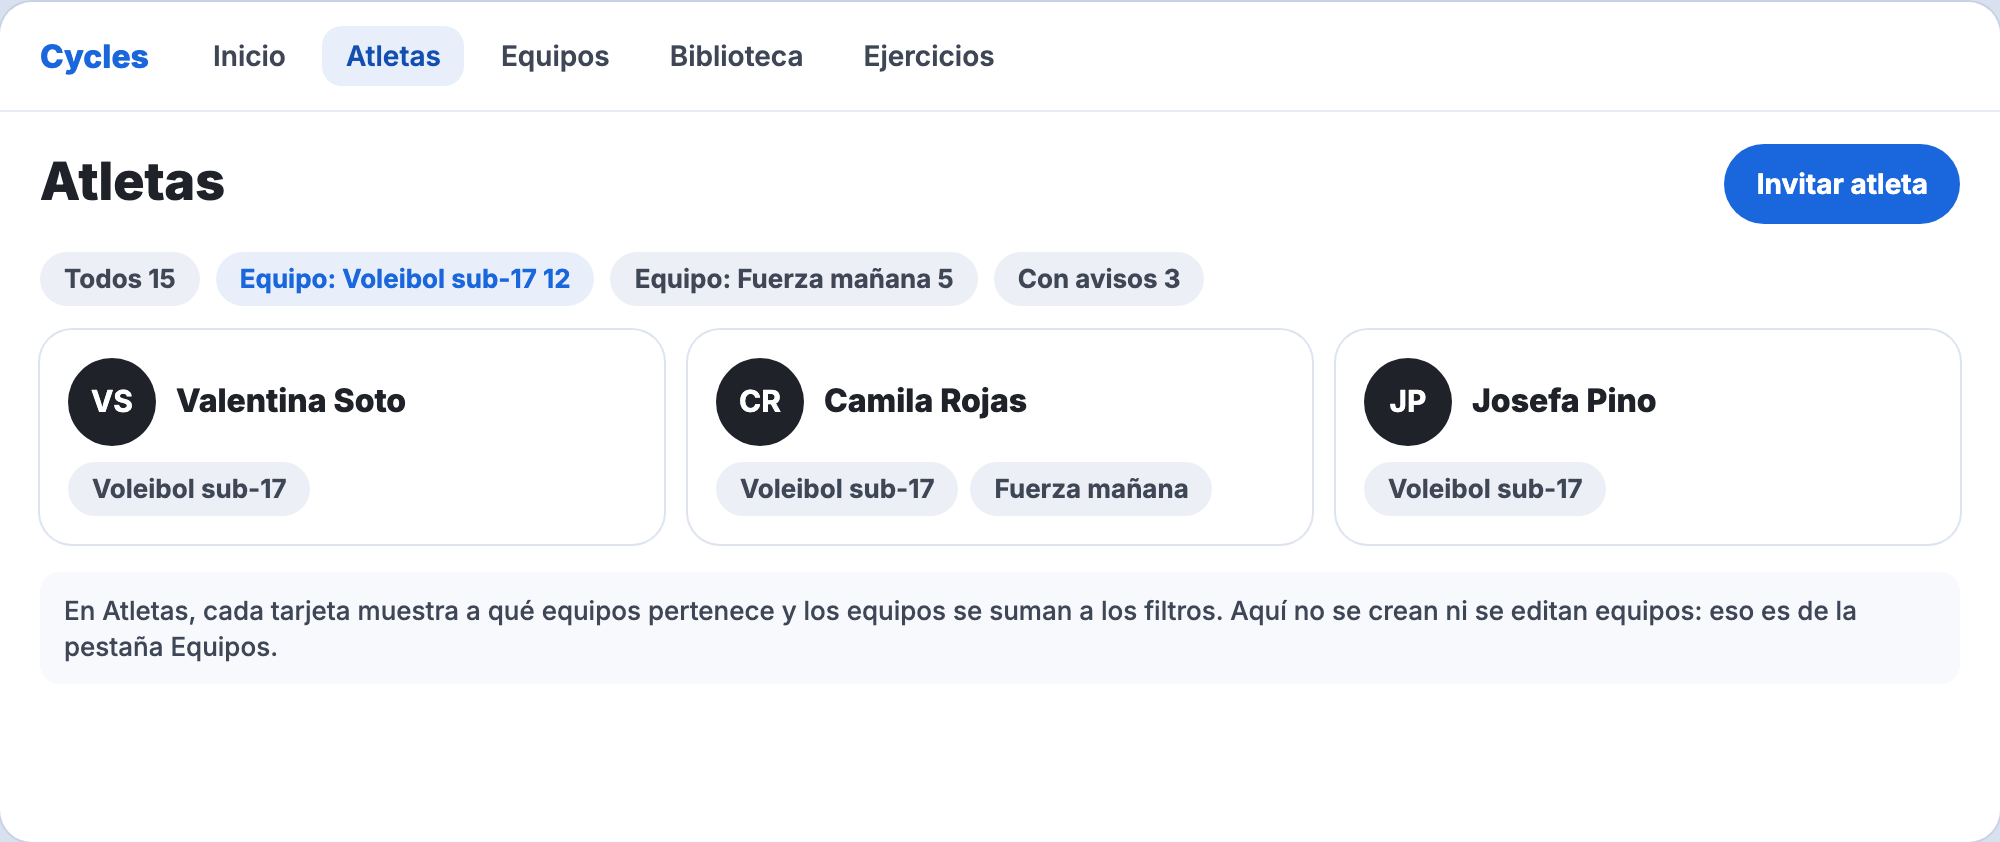 Cycles Inicio Atletas Equipos Biblioteca Ejercicios
Atletas
Invitar atleta
Todos 15 Equipo: Voleibol sub-17 12 Equipo: Fuerza mañana 5 Con avisos 3
VS Valentina Soto
Voleibol sub-17
CR Camila Rojas
Voleibol sub-17 Fuerza mañana
JP Josefa Pino
Voleibol sub-17
En Atletas, cada tarjeta muestra a qué equipos pertenece y los equipos se suman a los filtros. Aquí no se crean ni se editan equipos: eso es de la
pestaña Equipos.